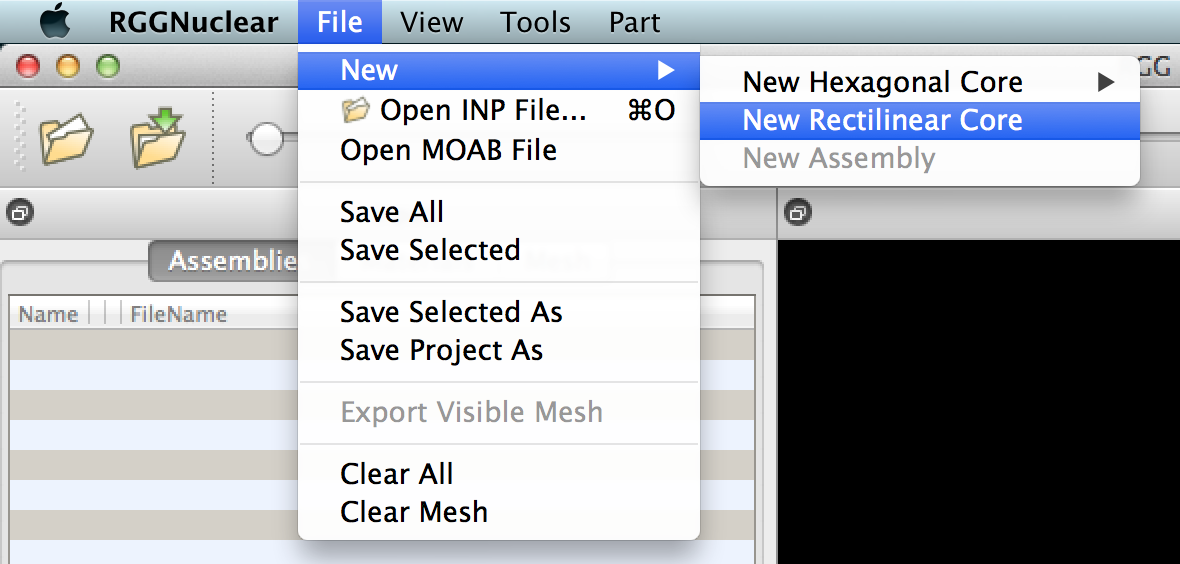 RGGNuclear File View Tools Part
New
Open INP File... ⌘O
Open MOAB File
Save All
Save Selected
Save Selected As
Save Project As
Export Visible Mesh
Clear All
Clear Mesh
New Hexagonal Core
New Rectilinear Core
New Assembly
GG
Assemblie
Name FileName